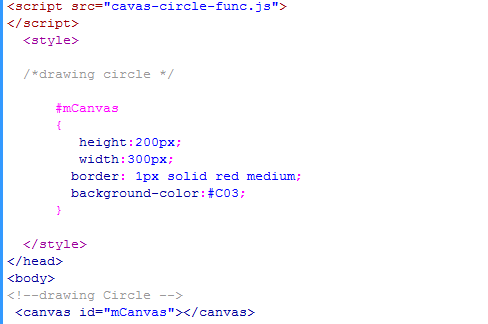 <script src="cavas-circle-func.js">
</script>
<style>
/*drawing circle */
#mCanvas
{
height:200px;
width:300px;
border: 1px solid red medium;
background-color:#C03;
}
</style>
</head>
<body>
<!--drawing Circle -->
<canvas id="mCanvas"></canvas>